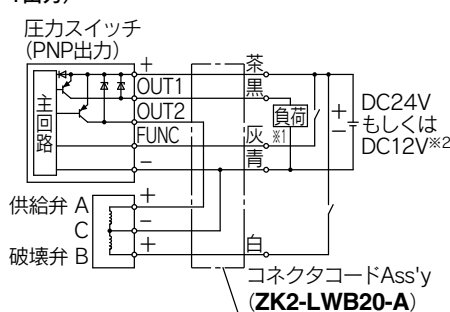 圧力スイッチ
(PNP出力)
主回路
+
OUT1
OUT2
FUNC
−
茶
黒
負荷
※1
灰
青
+
−
DC24V
もしくは
DC12V※2
供給弁 A
C
破壊弁 B
+
−
+
白
コネクタコードAss'y
(ZK2-LWB20-A)